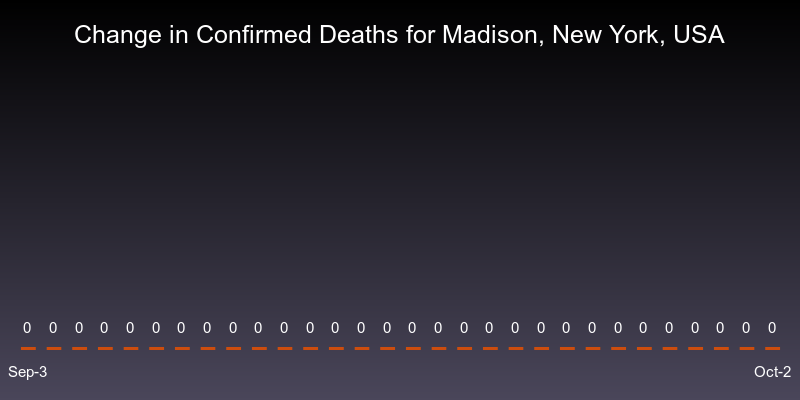 Change in Confirmed Deaths for Madison, New York, USA
0 0 0 0 0 0 0 0 0 0 0 0 0 0 0 0 0 0 0 0 0 0 0 0 0 0 0 0 0 0
Sep-3 Oct-2